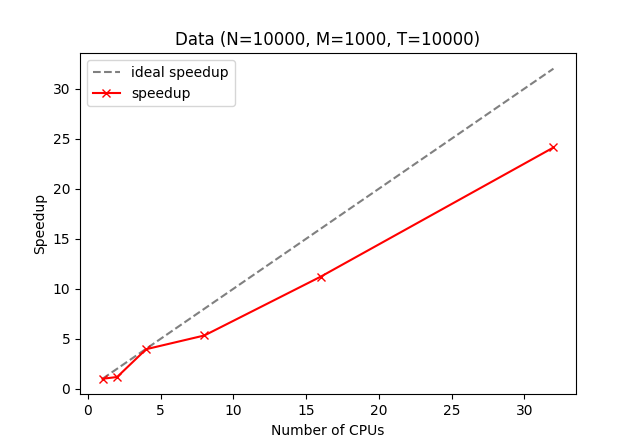 Data (N=10000, M=1000, T=10000)
ideal speedup
speedup
Speedup
30
25
20
15
10
5
0
0 5 10 15 20 25 30
Number of CPUs